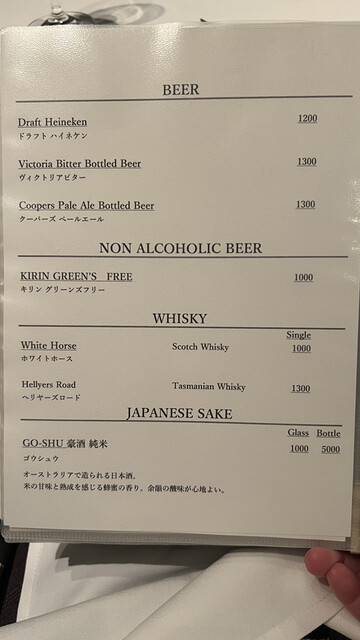 BEER
Draft Heineken 1200
ドラフト ハイネケン
Victoria Bitter Bottled Beer 1300
ヴィクトリアビター
Coopers Pale Ale Bottled Beer 1300
クーパーズ ペールエール
NON ALCOHOLIC BEER
KIRIN GREEN'S FREE 1000
キリン グリーンズフリー
WHISKY
Single
White Horse Scotch Whisky 1000
ホワイトホース
Hellyers Road Tasmanian Whisky 1300
ヘリヤーズロード
JAPANESE SAKE
Glass Bottle
GO-SHU 豪酒 純米 1000 5000
ゴウシュウ
オーストラリアで造られる日本酒。
米の甘味と熟成を感じる蜂蜜の香り。余韻の酸味が心地よい。